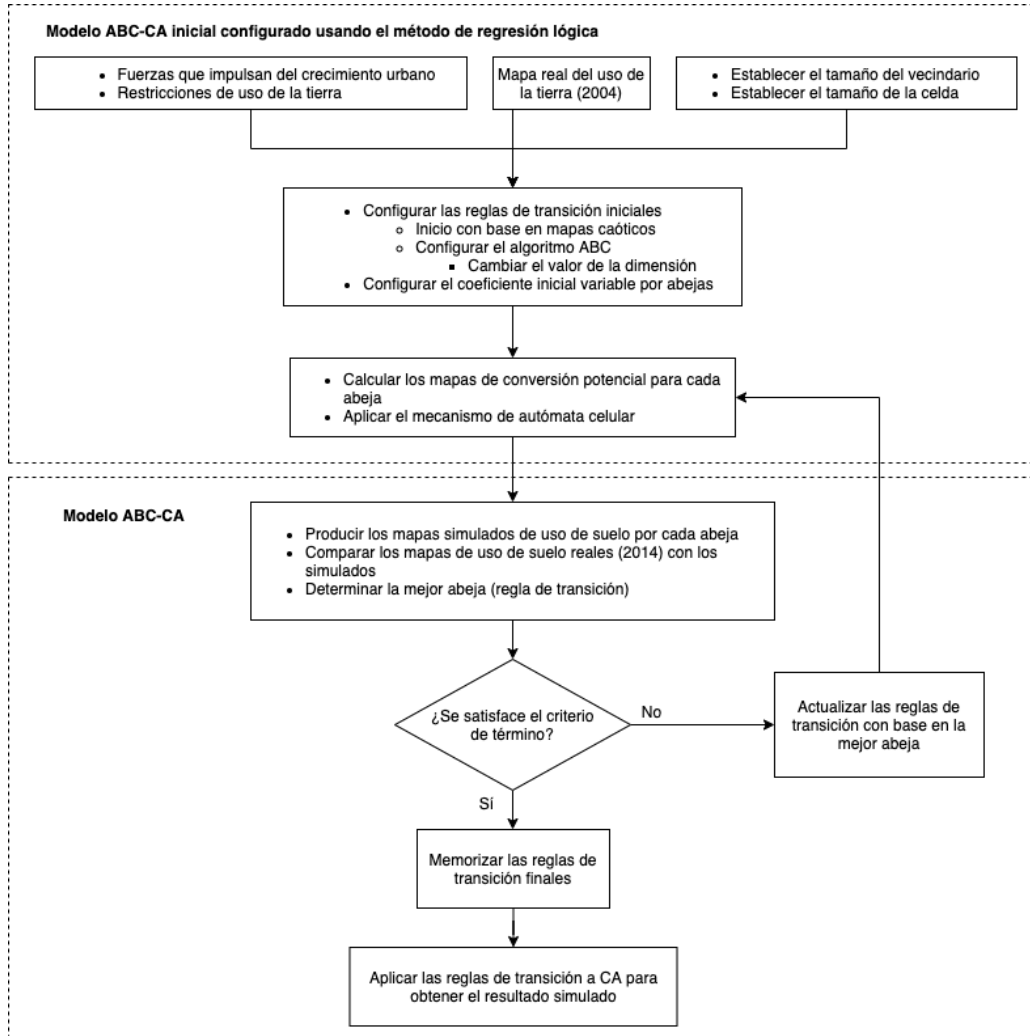 Modelo ABC-CA inicial configurado usando el método de regresión lógica
• Fuerzas que impulsan del crecimiento urbano
• Restricciones de uso de la tierra
Mapa real del uso de
la tierra (2004)
• Establecer el tamaño del vecindario
• Establecer el tamaño de la celda
• Configurar las reglas de transición iniciales
○ Inicio con base en mapas caóticos
○ Configurar el algoritmo ABC
▪ Cambiar el valor de la dimensión
• Configurar el coeficiente inicial variable por abejas
• Calcular los mapas de conversión potencial para cada
abeja
• Aplicar el mecanismo de autómata celular
Modelo ABC-CA
• Producir los mapas simulados de uso de suelo por cada abeja
• Comparar los mapas de uso de suelo reales (2014) con los
simulados
• Determinar la mejor abeja (regla de transición)
¿Se satisface el criterio
de término?
No
Actualizar las reglas de
transición con base en la
mejor abeja
Sí
Memorizar las reglas de
transición finales
Aplicar las reglas de transición a CA para
obtener el resultado simulado